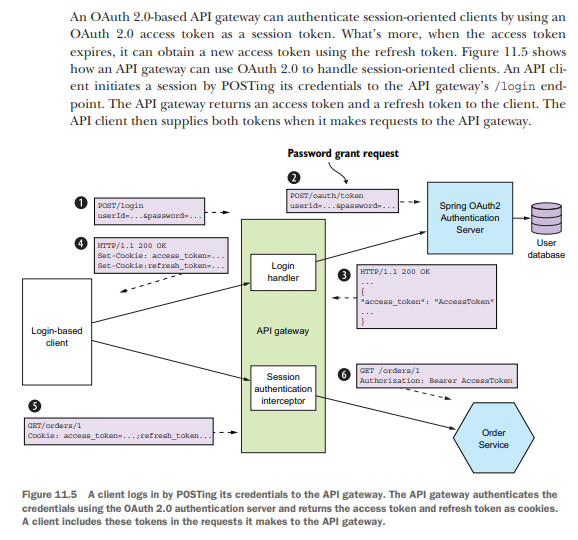 An OAuth 2.0-based API gateway can authenticate session-oriented clients by using an
OAuth 2.0 access token as a session token. What's more, when the access token
expires, it can obtain a new access token using the refresh token. Figure 11.5 shows
how an API gateway can use OAuth 2.0 to handle session-oriented clients. An API cli-
ent initiates a session by POSTing its credentials to the API gateway's /login end-
point. The API gateway returns an access token and a refresh token to the client. The
API client then supplies both tokens when it makes requests to the API gateway.
Password grant request
1
POST/login
userId=...&password=...
2
POST/oauth/token
userid=...&password=...
Spring OAuth2
Authentication
Server
User
database
4
HTTP/1.1 200 OK
Set-Cookie: access_token=...
Set-Cookie:refresh_token=...
Login
handler
3
HTTP/1.1 200 OK
...
{
"access_token": "AccessToken"
...
}
Login-based
client
API gateway
Session
authentication
interceptor
6
GET /orders/1
Authorization: Bearer AccessToken
5
GET/orders/1
Cookie: access_token=...;refresh_token...
Order
Service
Figure 11.5 A client logs in by POSTing its credentials to the API gateway. The API gateway authenticates the
credentials using the OAuth 2.0 authentication server and returns the access token and refresh token as cookies.
A client includes these tokens in the requests it makes to the API gateway.